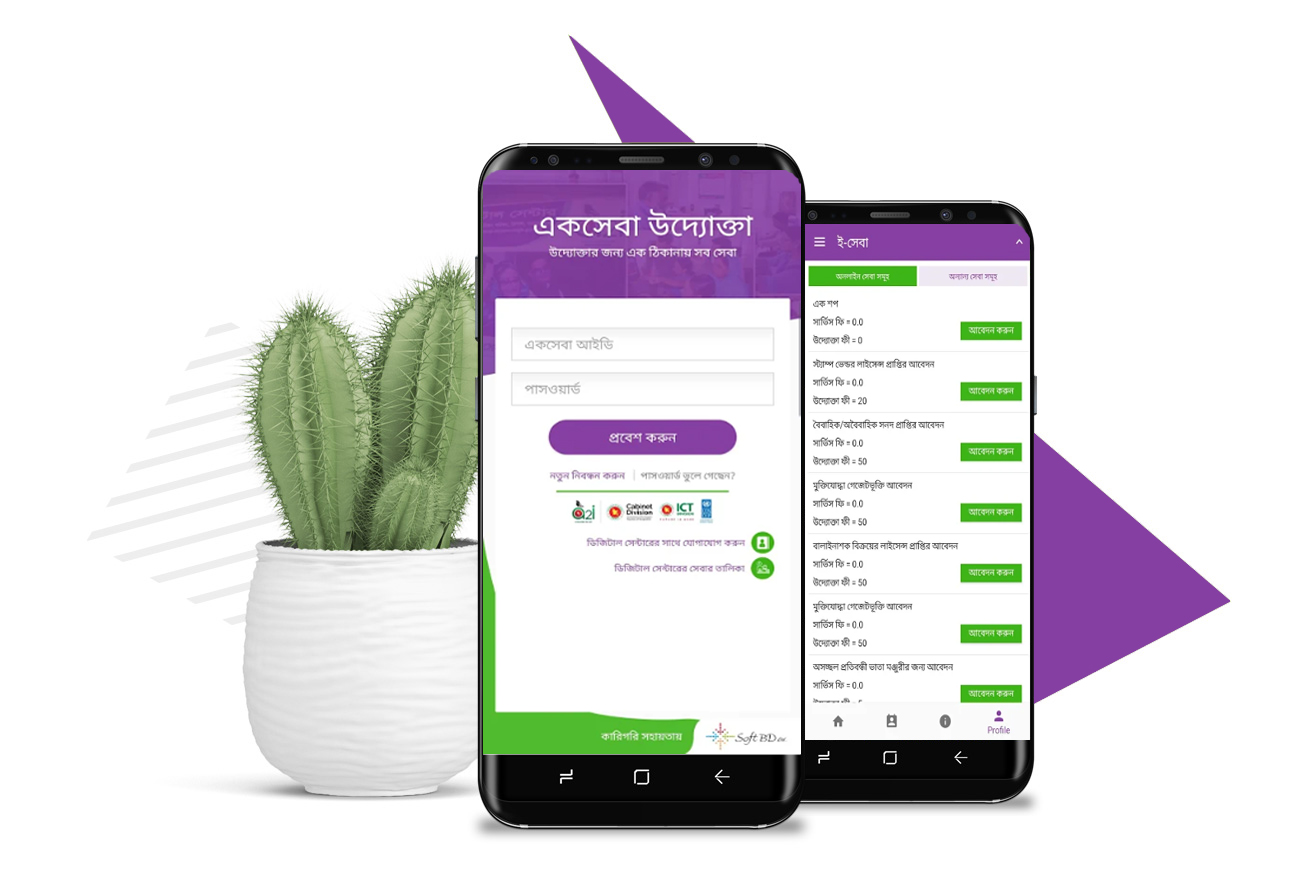 একসেবা উদ্যোক্তা
উদ্যোক্তার জন্য এক ঠিকানায় সব সেবা
একসেবা আইডি
পাসওয়ার্ড
প্রবেশ করুন
নতুন নিবন্ধন করুন | পাসওয়ার্ড ভুলে গেছেন?
a2i
Cabinet
Division
ICT
DIVISION
ডিজিটাল সেন্টারের সাথে যোগাযোগ করুন
ডিজিটাল সেন্টারের সেবার তালিকা
কারিগরি সহায়তায়
Soft BD Ltd
ই-সেবা
অনলাইন সেবা সমূহ
অন্যান্য সেবা সমূহ
এক শপ
সার্ভিস ফি = 0.0
উদ্যোক্তা ফী = 0
আবেদন করুন
স্ট্যাম্প ভেন্ডর লাইসেন্স প্রাপ্তির আবেদন
সার্ভিস ফি = 0.0
উদ্যোক্তা ফী = 20
আবেদন করুন
বৈবাহিক/অবৈবাহিক সনদ প্রাপ্তির আবেদন
সার্ভিস ফি = 0.0
উদ্যোক্তা ফী = 50
আবেদন করুন
মুক্তিযোদ্ধা গেজেটভূক্তি আবেদন
সার্ভিস ফি = 0.0
উদ্যোক্তা ফী = 50
আবেদন করুন
বালাইনাশক বিক্রয়ের লাইসেন্স প্রাপ্তির আবেদন
সার্ভিস ফি = 0.0
উদ্যোক্তা ফী = 50
আবেদন করুন
মুক্তিযোদ্ধা গেজেটভূক্তি আবেদন
সার্ভিস ফি = 0.0
উদ্যোক্তা ফী = 50
আবেদন করুন
অসচ্ছল প্রতিবন্ধী ভাতা মঞ্জুরীর জন্য আবেদন
সার্ভিস ফি = 0.0
আবেদন করুন
Profile